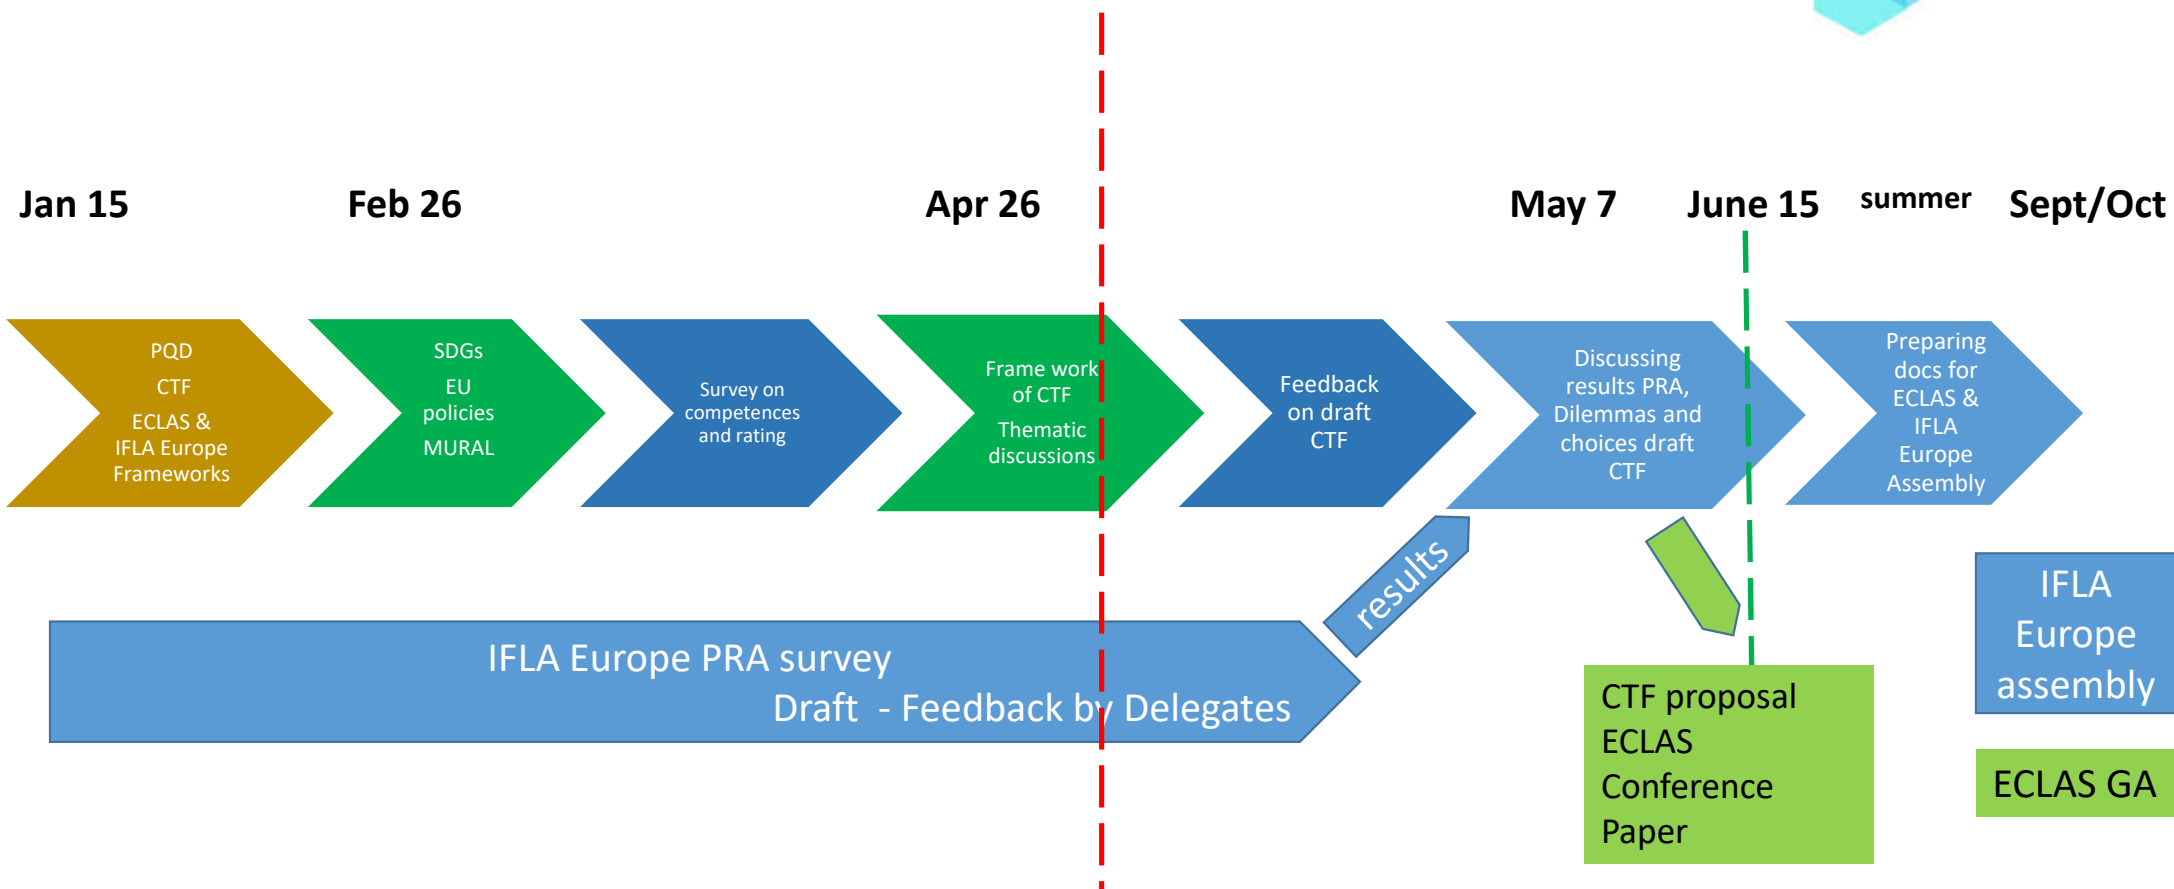 Jan 15
Feb 26
Apr 26
May 7
June 15
summer
Sept/Oct
PQD
CTF
ECLAS &
IFLA Europe
Frameworks
SDGs
EU
policies
MURAL
Survey on
competences
and rating
Frame work
of CTF
Thematic
discussions
Feedback
on draft
CTF
Discussing
results PRA,
Dilemmas and
choices draft
CTF
Preparing
docs for
ECLAS &
IFLA
Europe
Assembly
results
IFLA Europe PRA survey
Draft - Feedback by Delegates
CTF proposal
ECLAS
Conference
Paper
IFLA
Europe
assembly
ECLAS GA